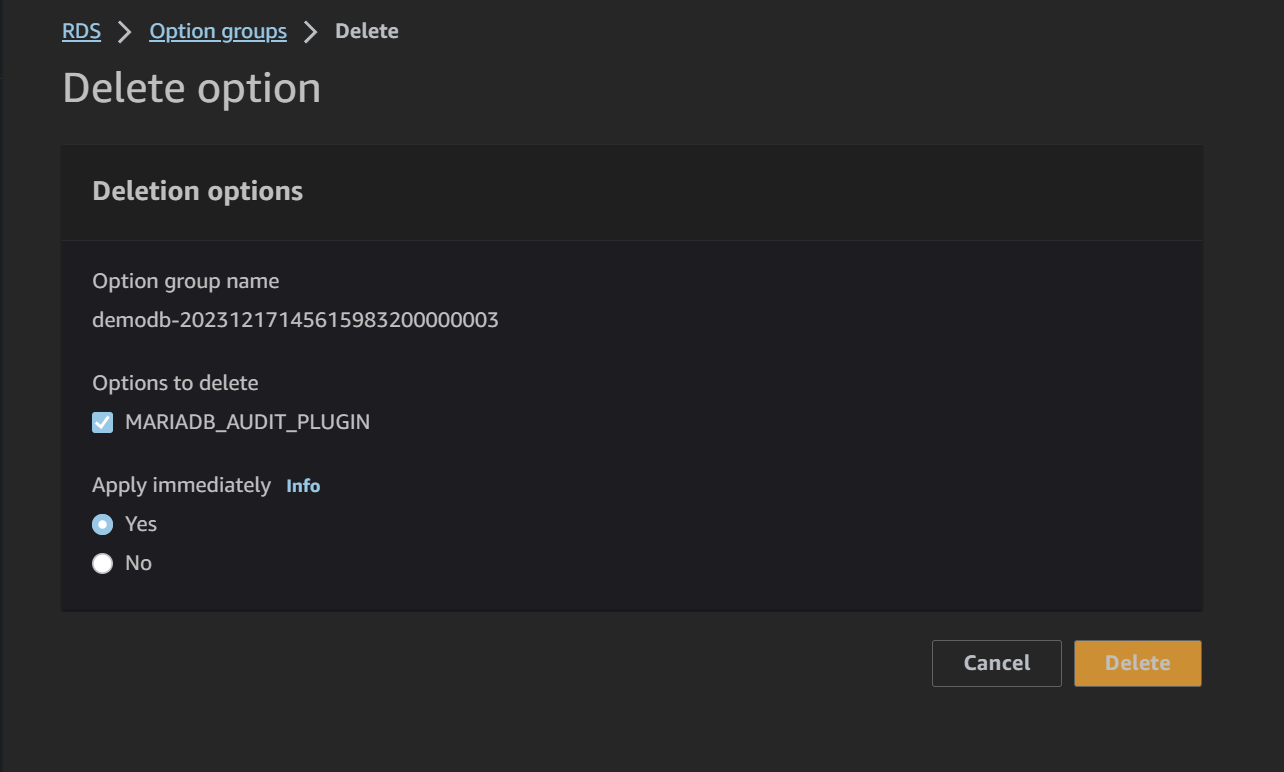 RDS > Option groups > Delete
Delete option
Deletion options
Option group name
demodb-20231217145615983200000003
Options to delete
MARIADB_AUDIT_PLUGIN
Apply immediately Info
Yes
No
Cancel Delete